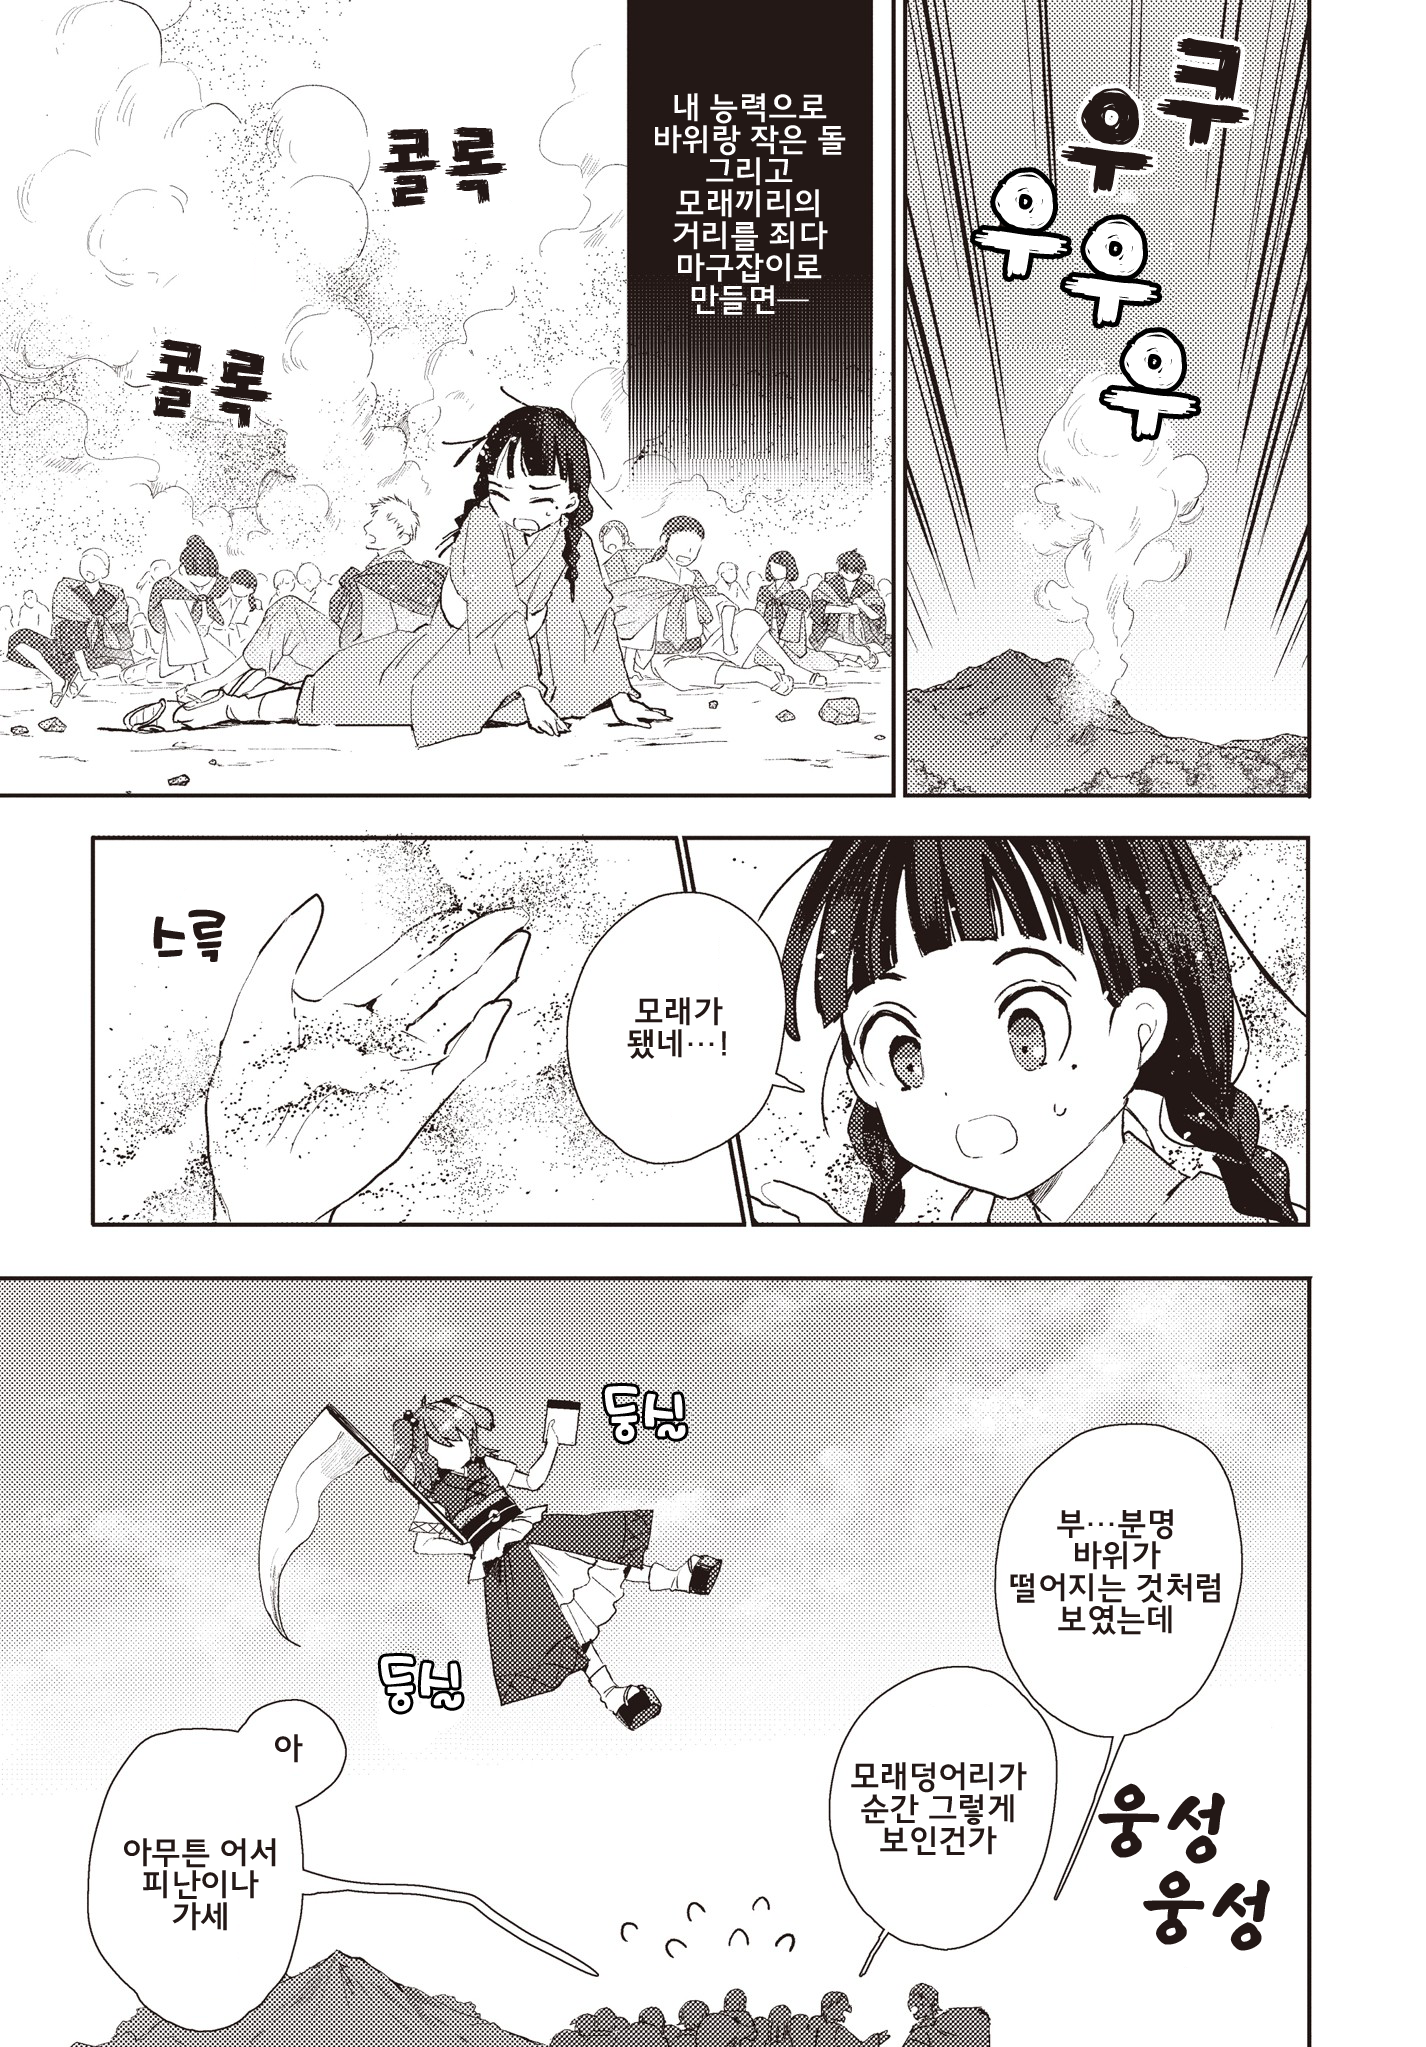 쿠
우
우
우
우
내 능력으로
바위랑 작은 돌
그리고
모래끼리의
거리를 죄다
마구잡이로
만들면—
콜록
콜록
모래가
됐네…!
스륵
부…분명
바위가
떨어지는 것처럼
보였는데
모래덩어리가
순간 그렇게
보인건가
웅성
웅성
둥실
둥실
아
아무튼 어서
피난이나
가세